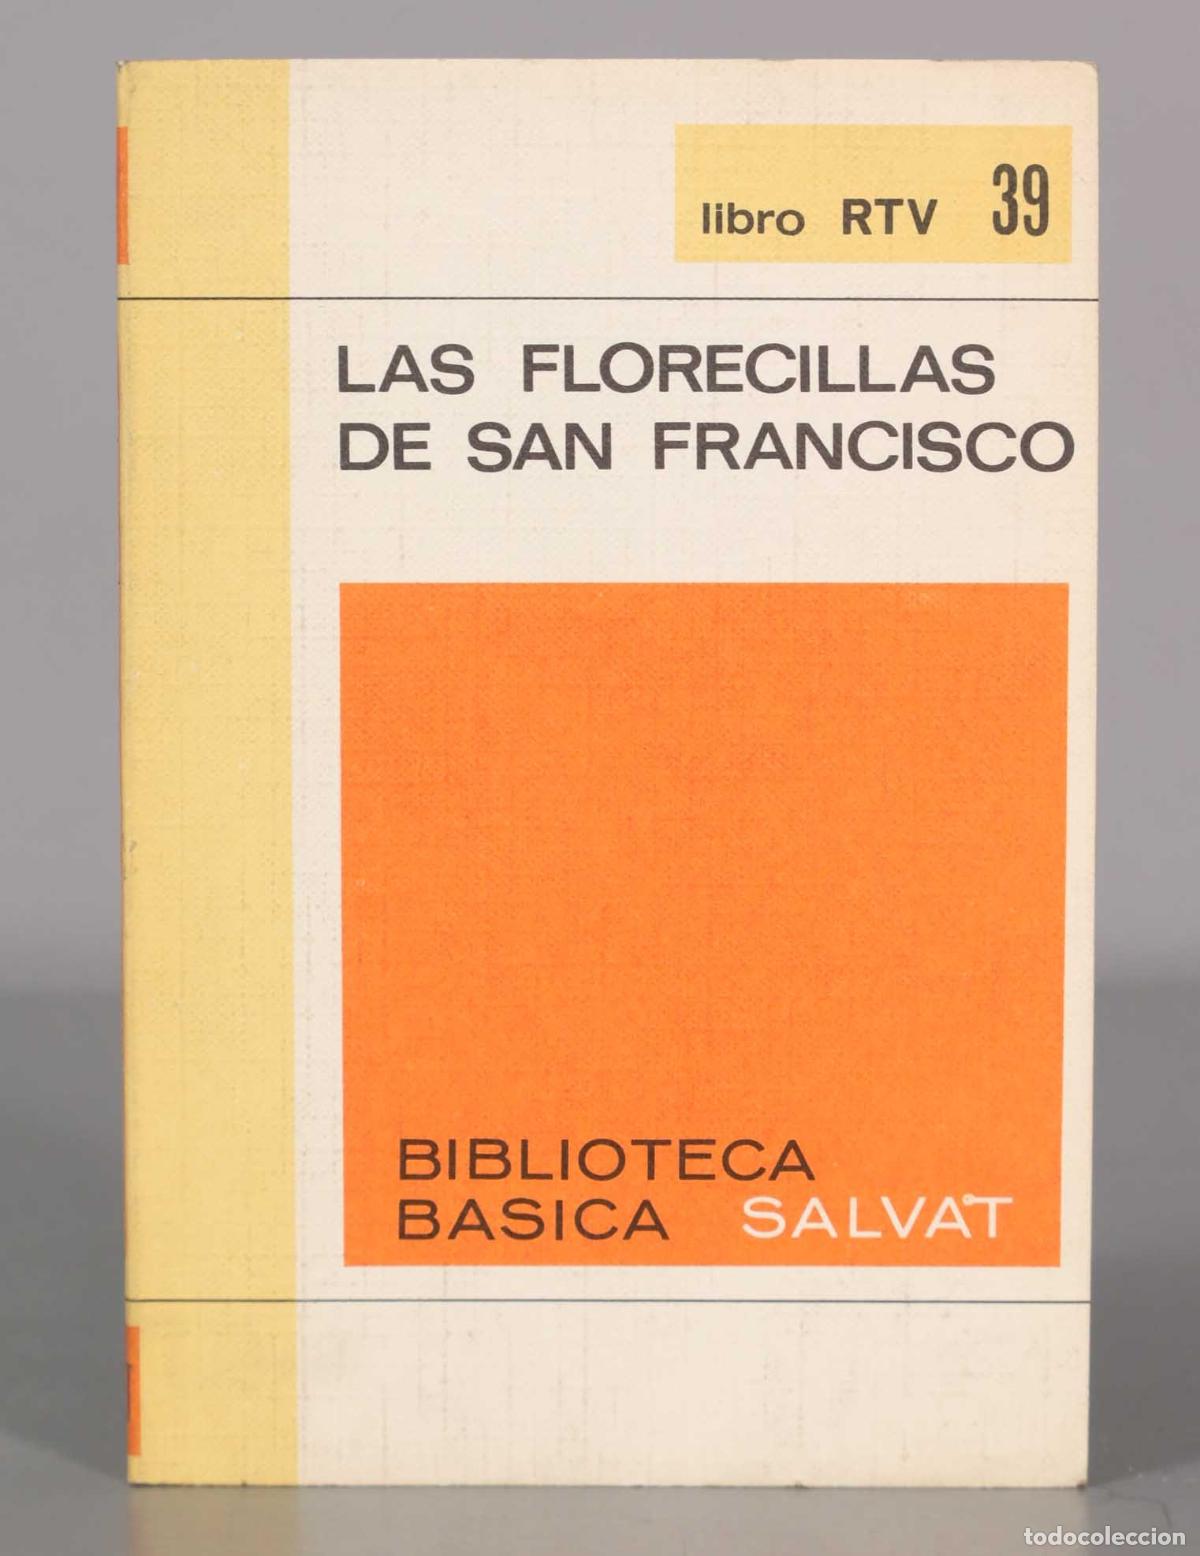 libro RTV 39
LAS FLORECILLAS
DE SAN FRANCISCO
BIBLIOTECA
BASICA SALVAT
todocoleccion